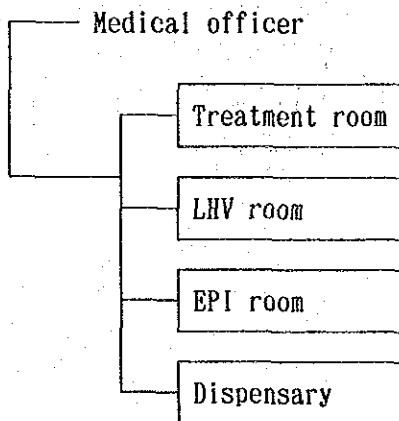 Medical officer
Treatment room
LHV room
EPI room
Dispensary